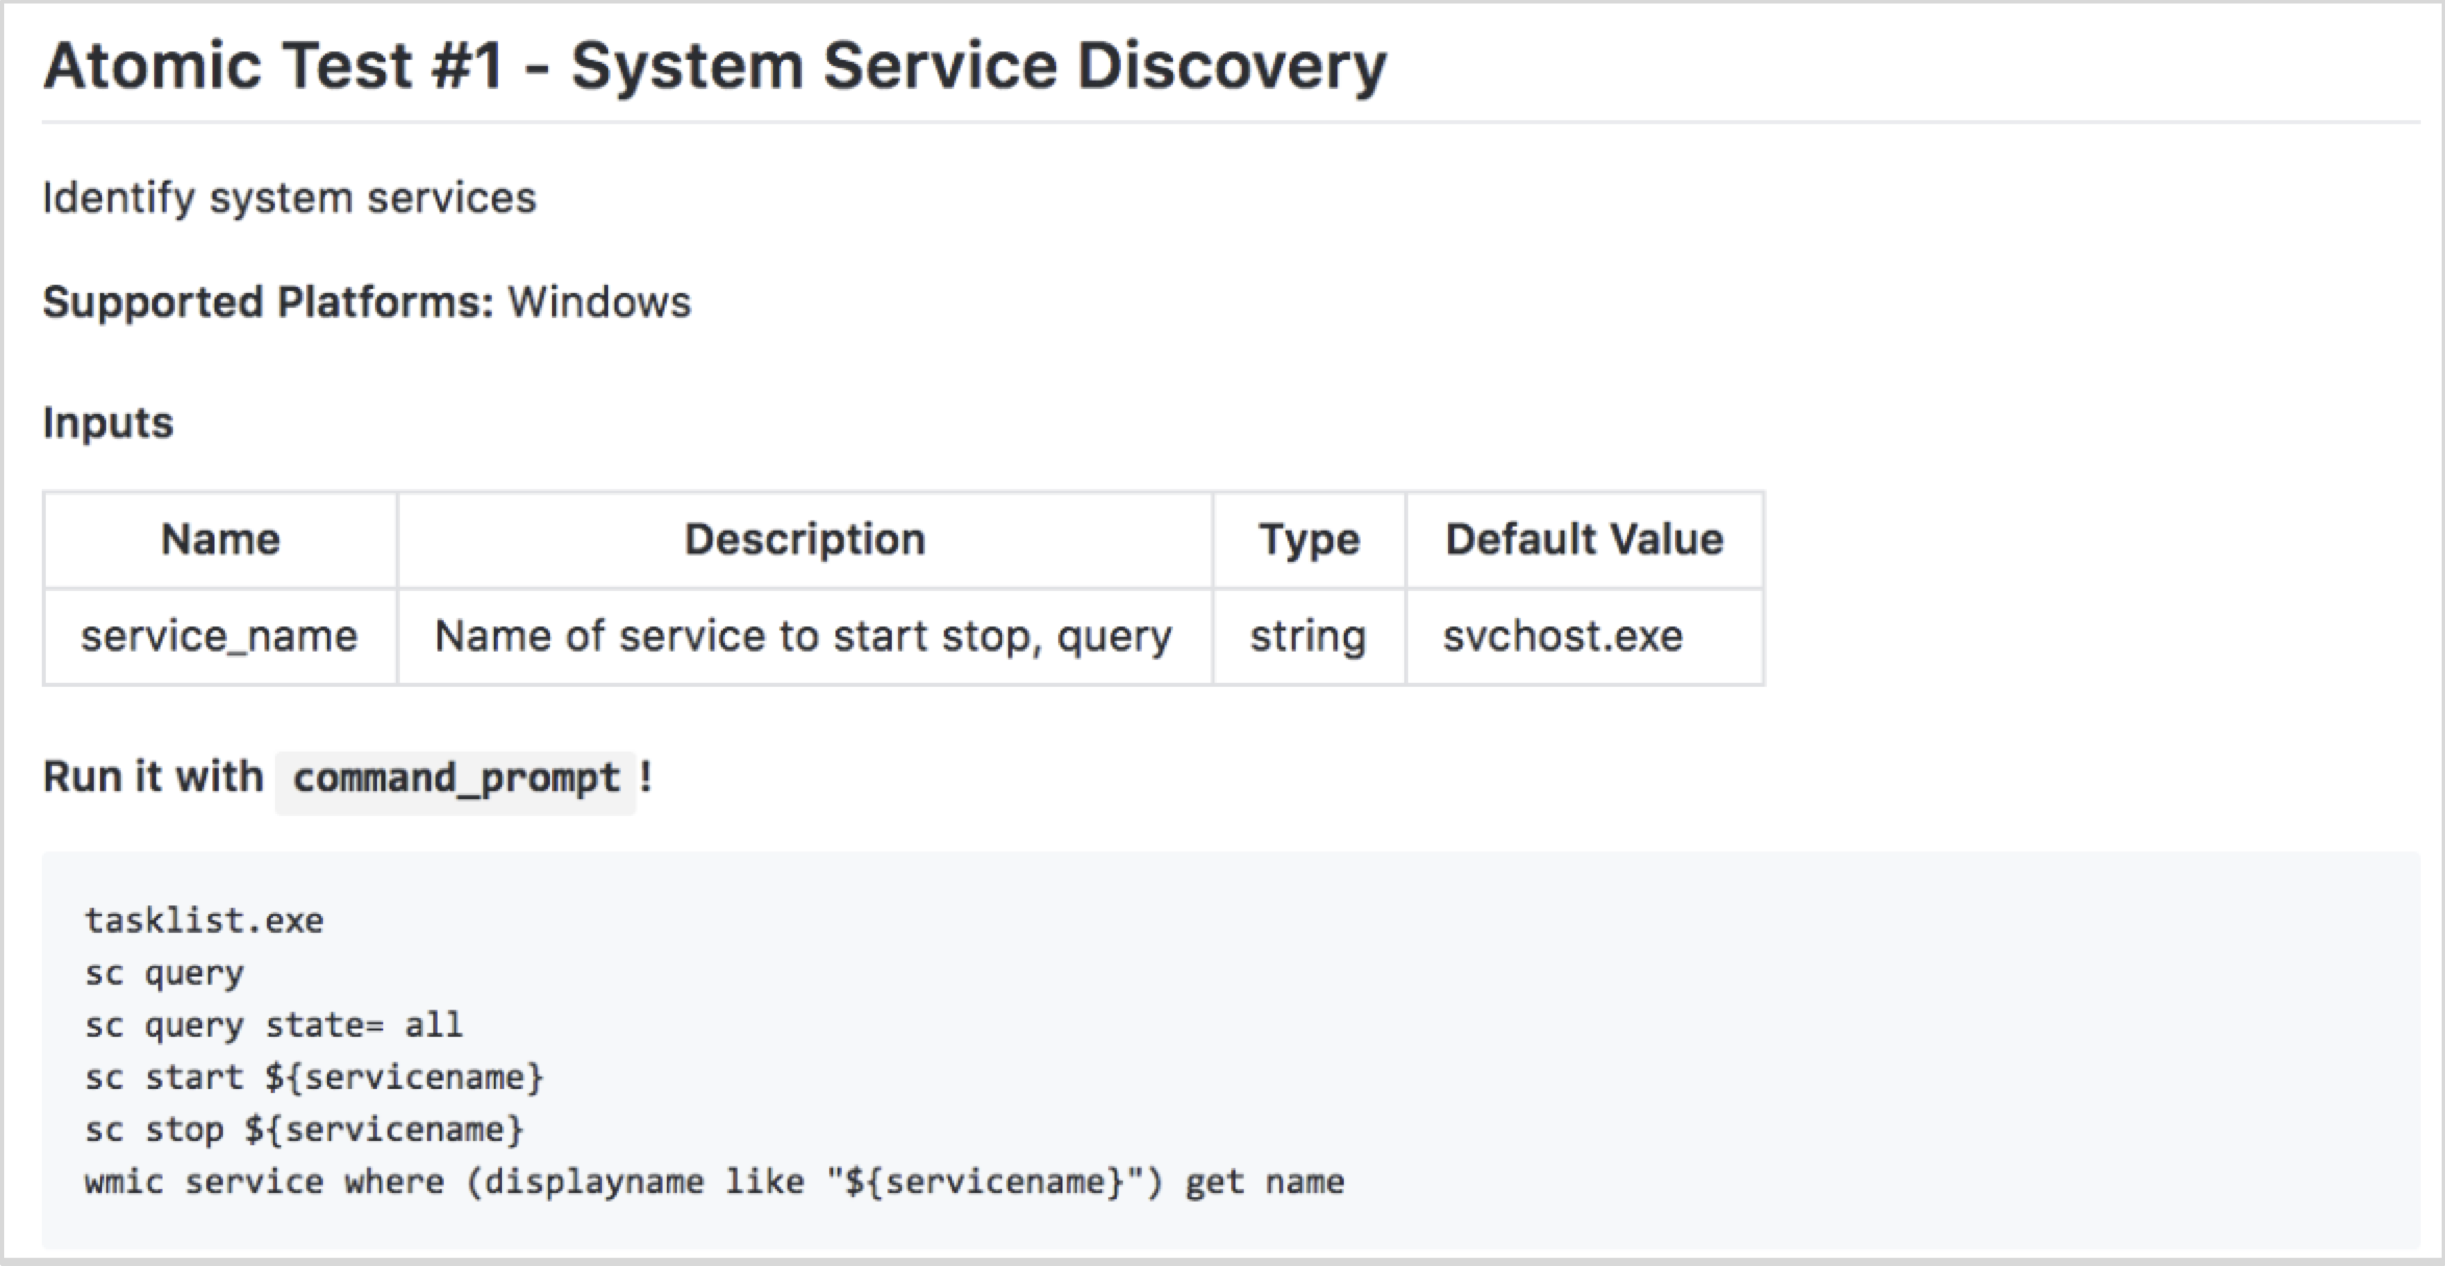 Atomic Test #1 - System Service Discovery
Identify system services
Supported Platforms: Windows
Inputs
Name Description Type Default Value
service_name Name of service to start stop, query string svchost.exe
Run it with command_prompt !
tasklist.exe
sc query
sc query state= all
sc start ${servicename}
sc stop ${servicename}
wmic service where (displayname like "${servicename}") get name